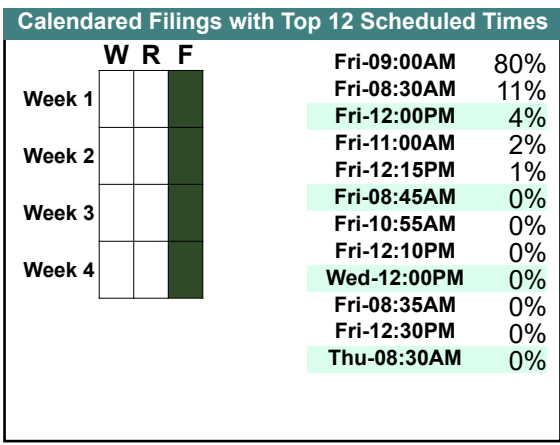 Calendared Filings with Top 12 Scheduled Times
W R F
Week 1
Week 2
Week 3
Week 4
Fri-09:00AM 80%
Fri-08:30AM 11%
Fri-12:00PM 4%
Fri-11:00AM 2%
Fri-12:15PM 1%
Fri-08:45AM 0%
Fri-10:55AM 0%
Fri-12:10PM 0%
Wed-12:00PM 0%
Fri-08:35AM 0%
Fri-12:30PM 0%
Thu-08:30AM 0%